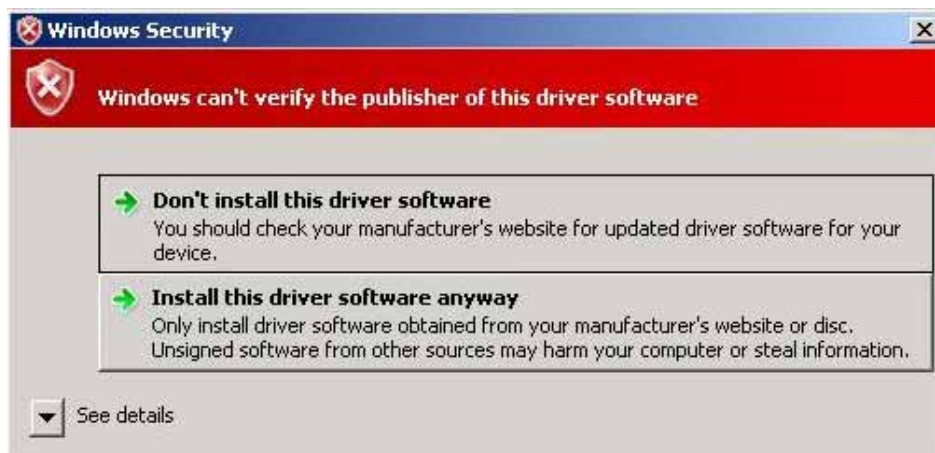 Windows Security
Windows can't verify the publisher of this driver software
Don't install this driver software
You should check your manufacturer's website for updated driver software for your
device.
Install this driver software anyway
Only install driver software obtained from your manufacturer's website or disc.
Unsigned software from other sources may harm your computer or steal information.
See details